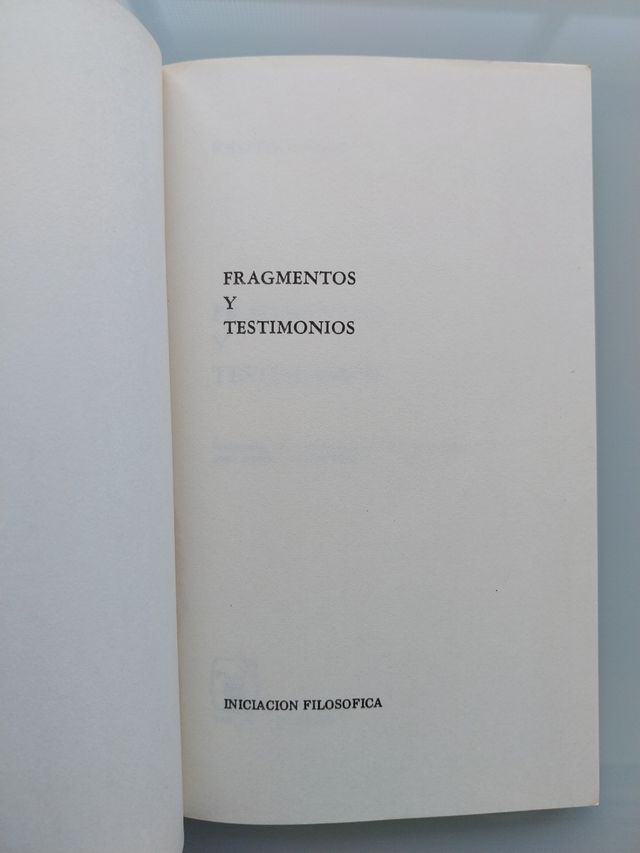 FRAGMENTOS
Y
TESTIMONIOS
INICIACION FILOSOFICA